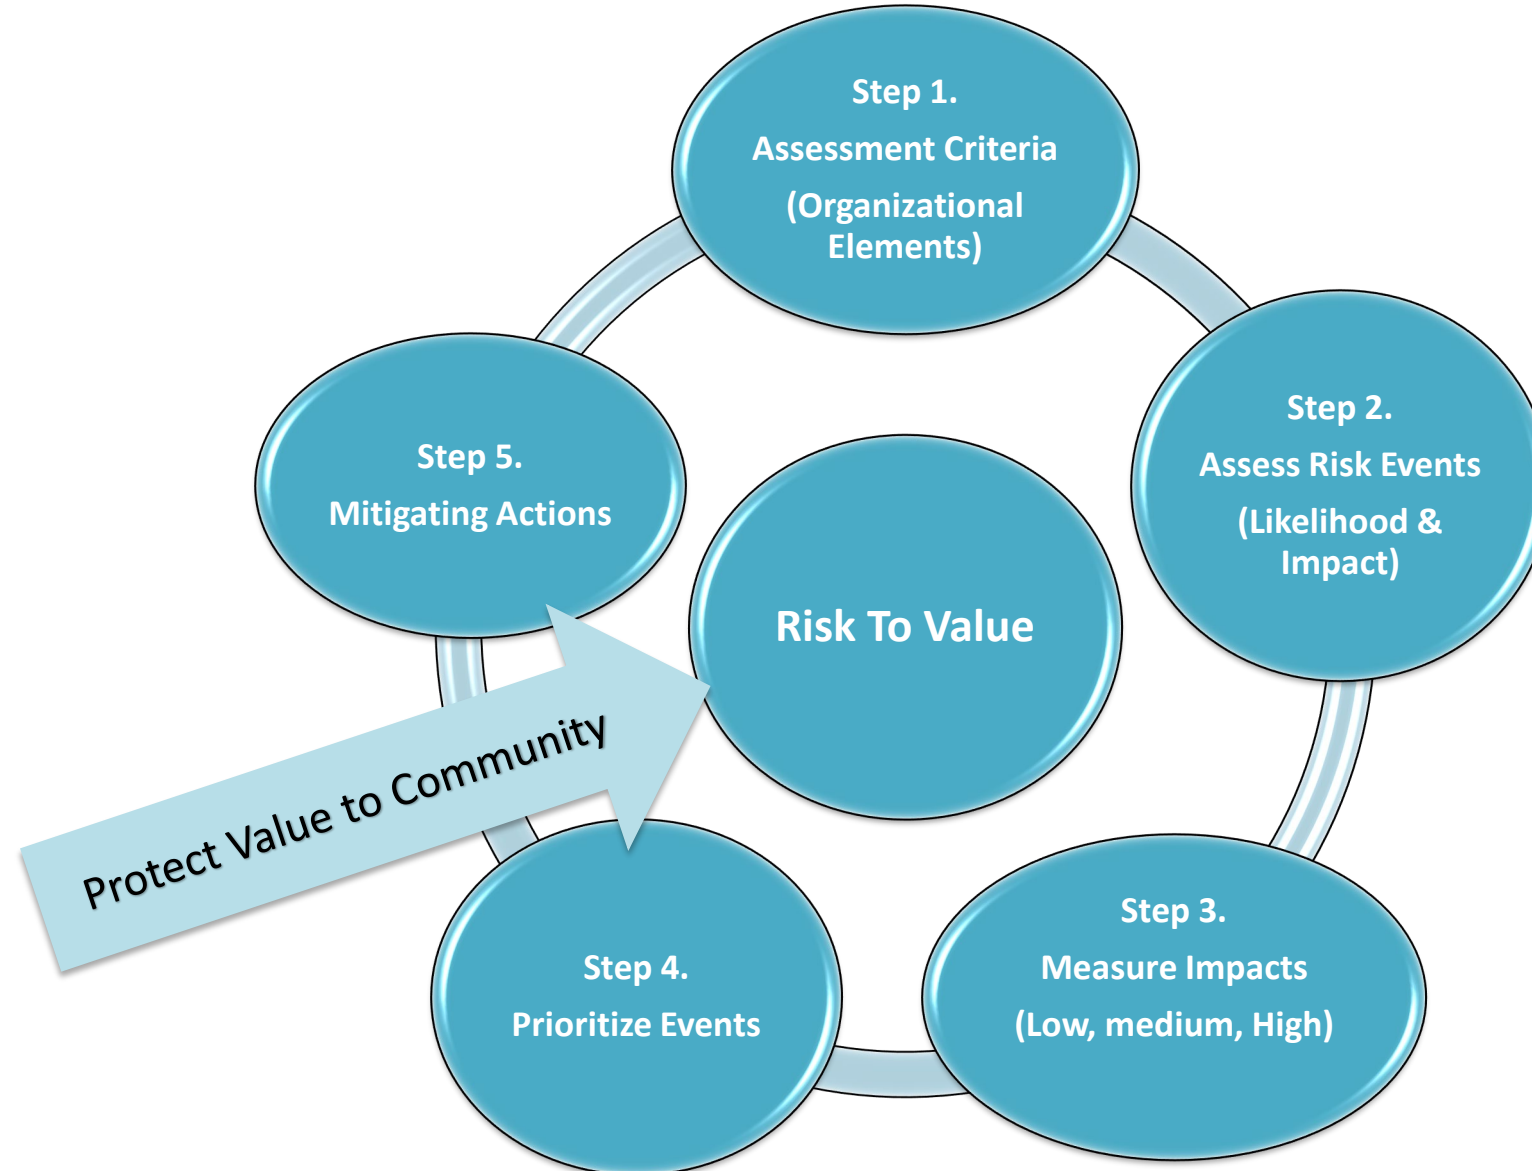 Step 1.
Assessment Criteria
(Organizational
Elements)
Step 2.
Assess Risk Events
(Likelihood &
Impact)
Step 3.
Measure Impacts
(Low, medium, High)
Step 4.
Prioritize Events
Step 5.
Mitigating Actions
Risk To Value
Protect Value to Community